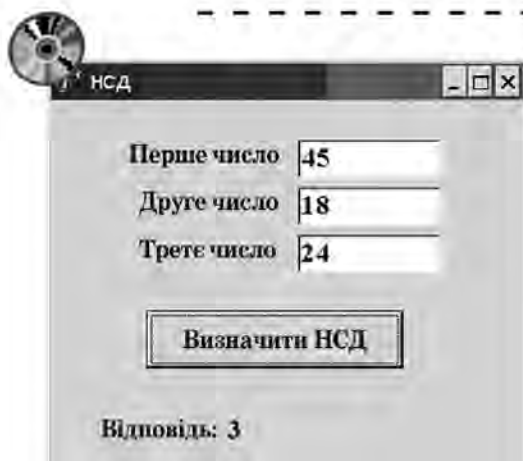 НСД
Перше число 45
Друге число 18
Третє число 24
Визначити НСД
Відповідь: 3